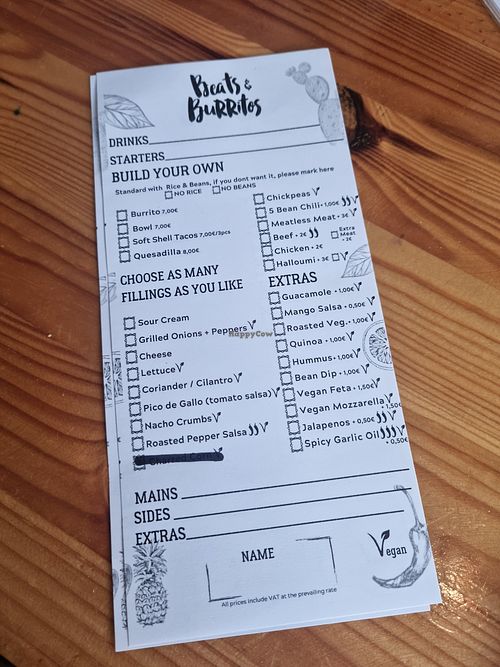 Beats &
BuRRitos
DRINKS
STARTERS
BUILD YOUR OWN
Standard with Rice & Beans, if you dont want it, please mark here
NO RICE NO BEANS
Burrito 7,00€
Bowl 7,00€
Soft Shell Tacos 7,00€/3pcs
Quesadilla 8,00€
Chickpeas
5 Bean Chili • 1,00€
Meatless Meat • 3€
Beef • 2€
Extra
Meat
• 2€
Chicken • 2€
Halloumi • 3€
CHOOSE AS MANY
FILLINGS AS YOU LIKE
Sour Cream
Grilled Onions + Peppers
Cheese
Lettuce
Coriander / Cilantro
Pico de Gallo (tomato salsa)
Nacho Crumbs
Roasted Pepper Salsa
EXTRAS
Guacamole • 1,00€
Mango Salsa • 0,50€
Roasted Veg. • 1,00€
Quinoa • 1,00€
Hummus • 1,00€
Bean Dip • 1,00€
Vegan Feta • 1,50€
Vegan Mozzarella • 1,50€
Jalapenos • 0,50€
Spicy Garlic Oil • 0,50€
MAINS
SIDES
EXTRAS
NAME
Vegan
All prices include VAT at the prevailing rate
HappyCow